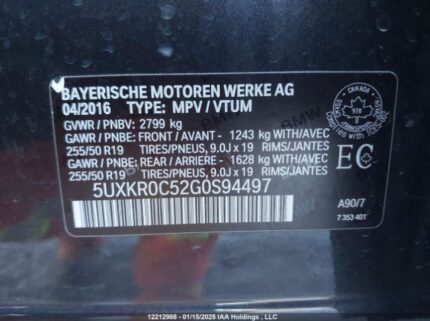 BAYERISCHE MOTOREN WERKE AG
04/2016 TYPE: MPV / VTUM
GVWR / PNBV: 2799 kg
GAWR / PNBE: FRONT / AVANT - 1243 kg WITH/AVEC
255/50 R19 TIRES/PNEUS, 9.0J x 19 RIMS/JANTES
GAWR / PNBE: REAR / ARRIERE - 1628 kg WITH/AVEC
255/50 R19 TIRES/PNEUS, 9.0J x 19 RIMS/JANTES
5UXKR0C52G0S94497
CANADA
EC
A90/7
7 353 401
BMW
12212988 - 01/15/2025 IAA Holdings, LLC